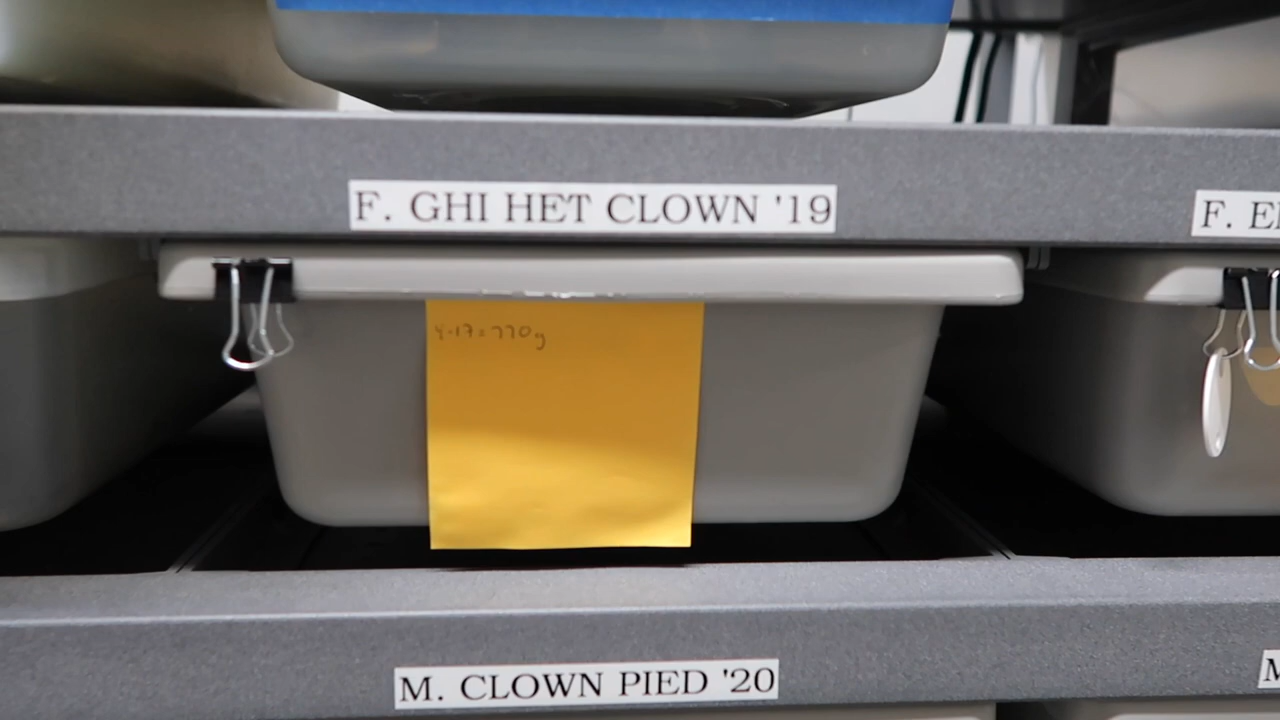 F. GHI HET CLOWN '19
F. E
4-17=770g
M. CLOWN PIED '20
M